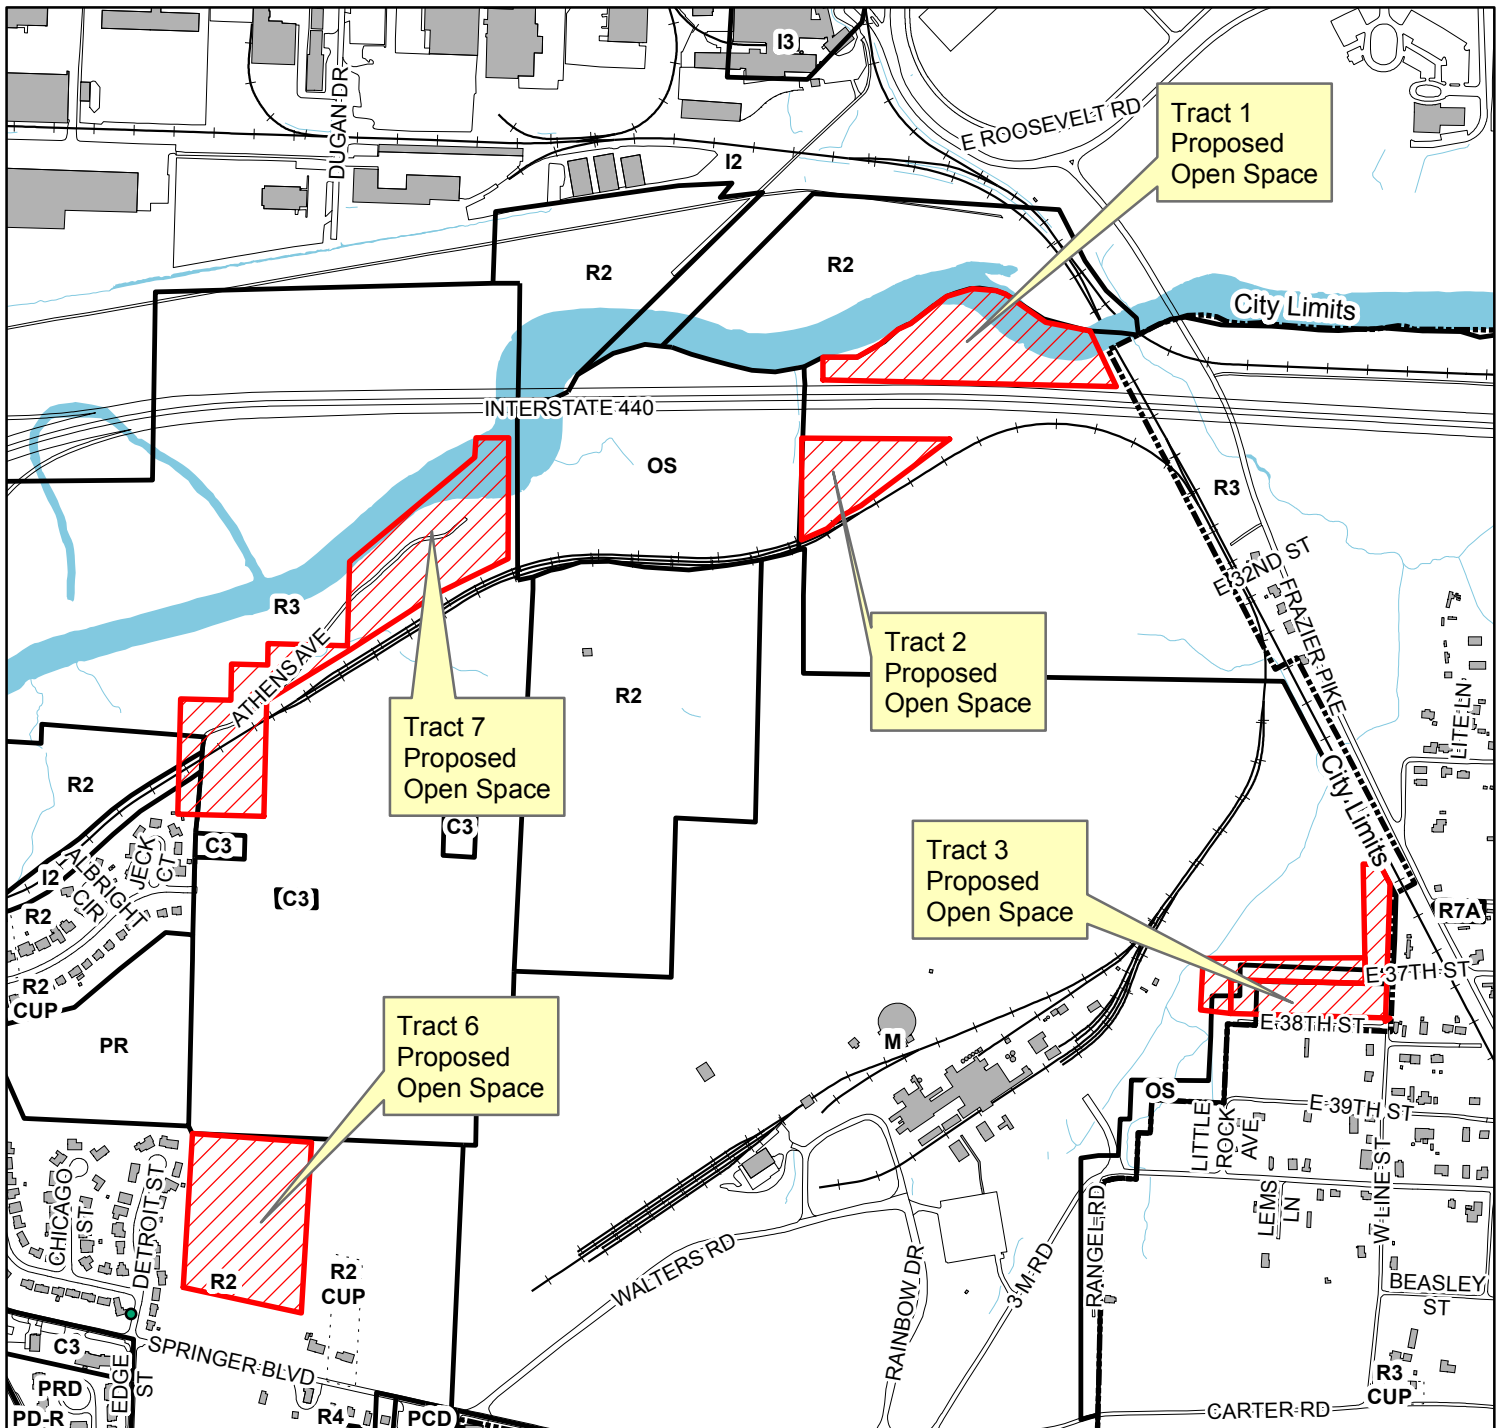 I3
DUGAN DR
E ROOSEVELT RD
Tract 1
Proposed
Open Space
I2
R2
R2
City Limits
INTERSTATE 440
OS
R3
E 32ND ST
FRAZIER PIKE
R3
ATHENS AVE
Tract 2
Proposed
Open Space
R2
LITE LN
Tract 7
Proposed
Open Space
R2
City Limits
C3
C3
JECK
CT
ALBRIGHT
CIR
I2
[C3]
R2
Tract 3
Proposed
Open Space
R7A
E 37TH ST
R2
CUP
E 38TH ST
PR
Tract 6
Proposed
Open Space
M
OS
E 39TH ST
LITTLE
ROCK
AVE
W LINE ST
LEMS
LN
CHICAGO
ST
DETROIT ST
R2
R2
CUP
WALTERS RD
RAINBOW DR
3 M RD
RANGEL RD
BEASLEY
ST
C3
SPRINGER BLVD
EDGE
ST
PRD
PD-R
R4
PCD
R3
CUP
CARTER RD